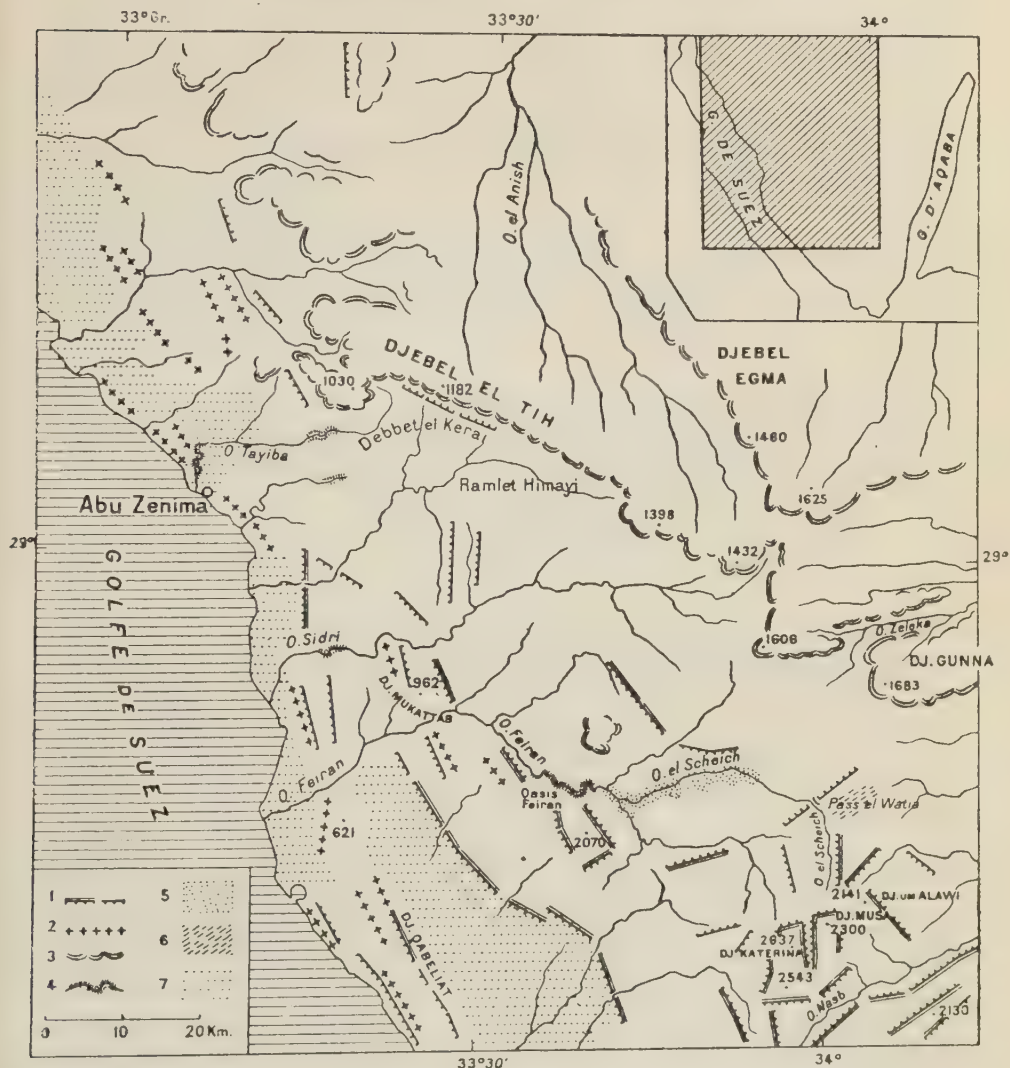 33° Gr.
33°30'
34°
G. DE SUEZ
G. D'AQABA
O. el Anish
DJEBEL EL TIH
DJEBEL
EGMA
1030
1182
1460
Debbet el Kerai
O. Tayiba
Ramlet Himayi
1625
Abu Zenima
1398
1432
29°
29°
GOLFE DE SUEZ
O. Sidri
1608
O. Zeleka
DJ. GUNNA
1683
962
DJ. MUKATTAB
O. Feiran
O. Feiran
Oasis
Feiran
O. el Scheich
Pass el Watia
O. el Scheich
621
2070
2141
DJ. UM ALAWI
DJ. MUSA
2300
2637
DJ. KATERINA
2543
DJ. QABELIAT
O. Nasb
2130
1
2
3
4
5
6
7
0 10 20 Km.
33°30'
34°